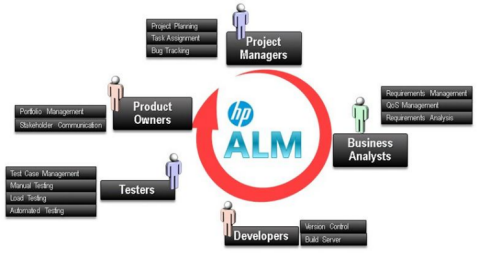 Project Planning
Task Assignment
Bug Tracking
Project
Managers
Product
Owners
Portfolio Management
Stakeholder Communication
hp
ALM
Requirements Management
QoS Management
Requirements Analysis
Business
Analysts
Test Case Management
Manual Testing
Load Testing
Automated Testing
Testers
Developers
Version Control
Build Server